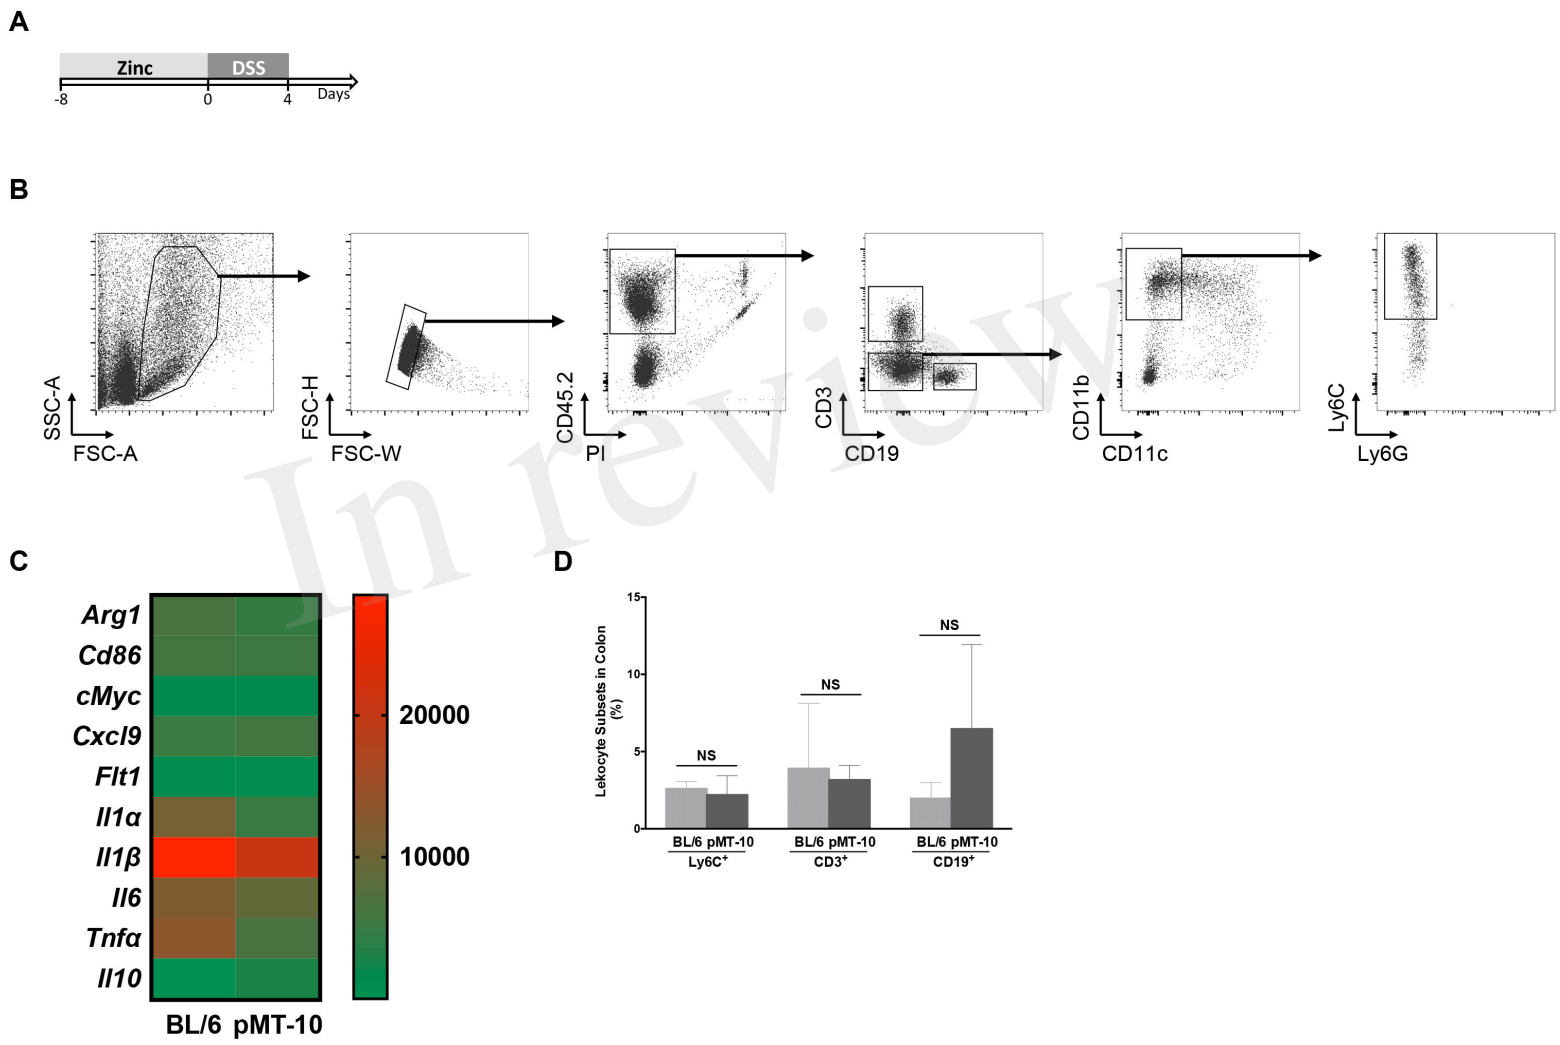 A
Zinc DSS
-8 0 4 Days
B
SSC-A
FSC-A
FSC-H
FSC-W
CD45.2
PI
CD3
CD19
CD11b
CD11c
Ly6C
Ly6G
In review
C
Arg1
Cd86
cMyc
Cxcl9
Flt1
Il1α
Il1β
Il6
Tnfα
Il10
BL/6 pMT-10
20000
10000
D
Lekocyte Subsets in Colon
(%)
15
10
5
0
NS
NS
NS
BL/6 pMT-10 BL/6 pMT-10 BL/6 pMT-10
Ly6C+ CD3+ CD19+